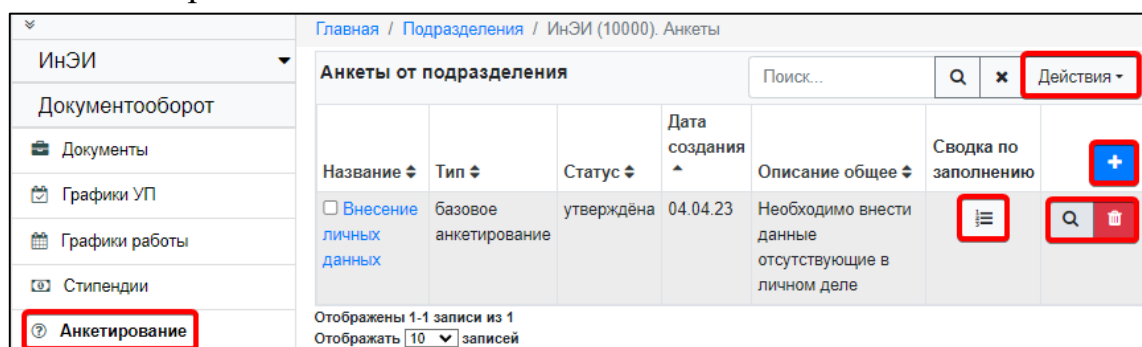 Главная / Подразделения / ИнЭИ (10000). Анкеты
ИнЭИ
Документооборот
Документы
Графики УП
Графики работы
Стипендии
Анкетирование
Анкеты от подразделения
Поиск...
Действия
Название
Тип
Статус
Дата
создания
Описание общее
Сводка по
заполнению
Внесение
личных
данных
базовое
анкетирование
утверждёна
04.04.23
Необходимо внести
данные
отсутствующие в
личном деле
Отображены 1-1 записи из 1
Отображать 10 записей